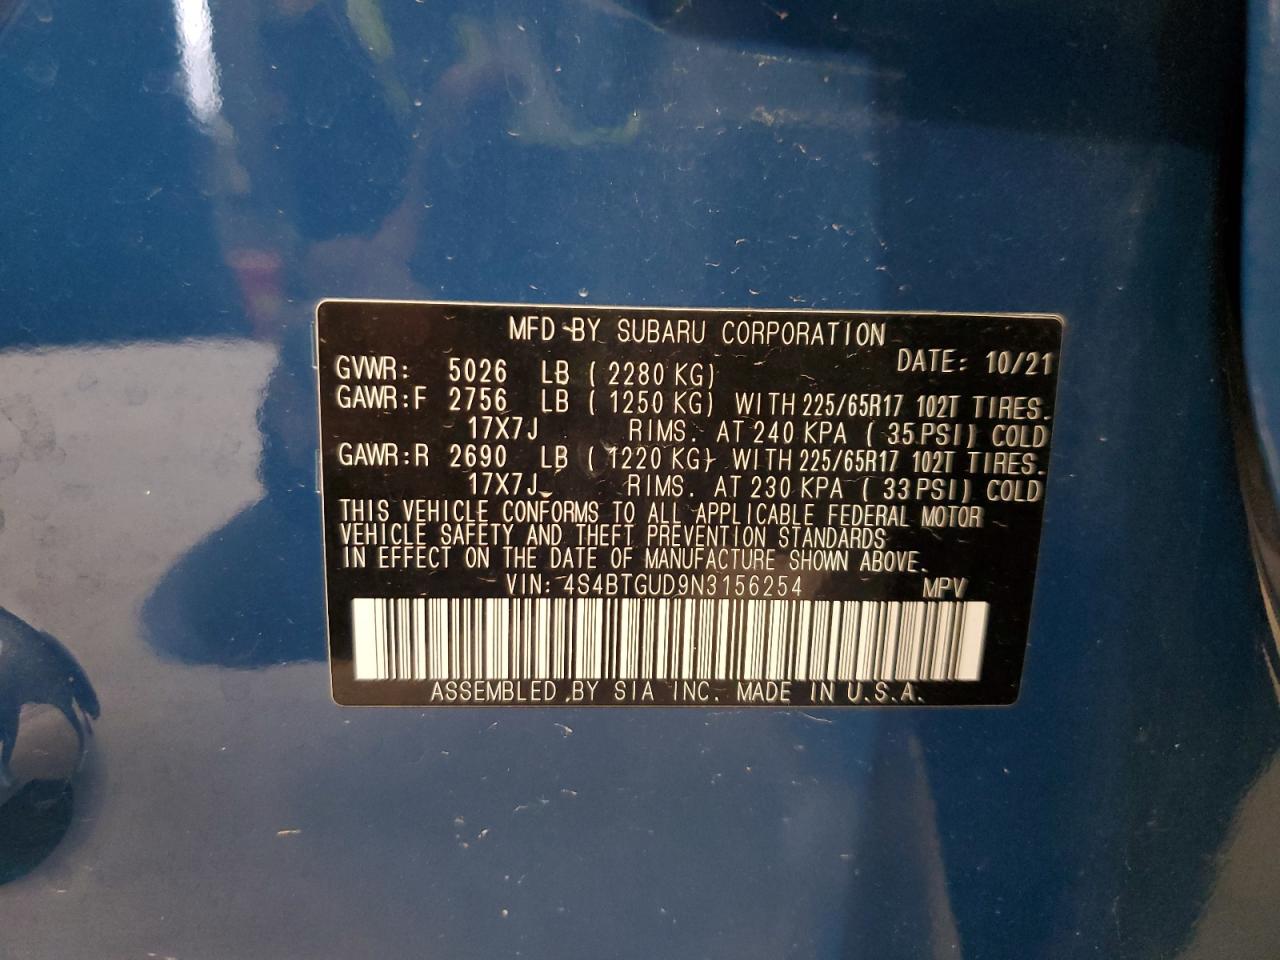 MFD BY SUBARU CORPORATION
DATE: 10/21
GVWR: 5026 LB ( 2280 KG)
GAWR:F 2756 LB ( 1250 KG) WITH 225/65R17 102T TIRES.
17X7J RIMS. AT 240 KPA ( 35 PSI) COLD
GAWR:R 2690 LB ( 1220 KG) WITH 225/65R17 102T TIRES.
17X7J RIMS. AT 230 KPA ( 33 PSI) COLD
THIS VEHICLE CONFORMS TO ALL APPLICABLE FEDERAL MOTOR
VEHICLE SAFETY AND THEFT PREVENTION STANDARDS
IN EFFECT ON THE DATE OF MANUFACTURE SHOWN ABOVE.
VIN: 4S4BTGUD9N3156254 MPV
ASSEMBLED BY SIA INC. MADE IN U.S.A.